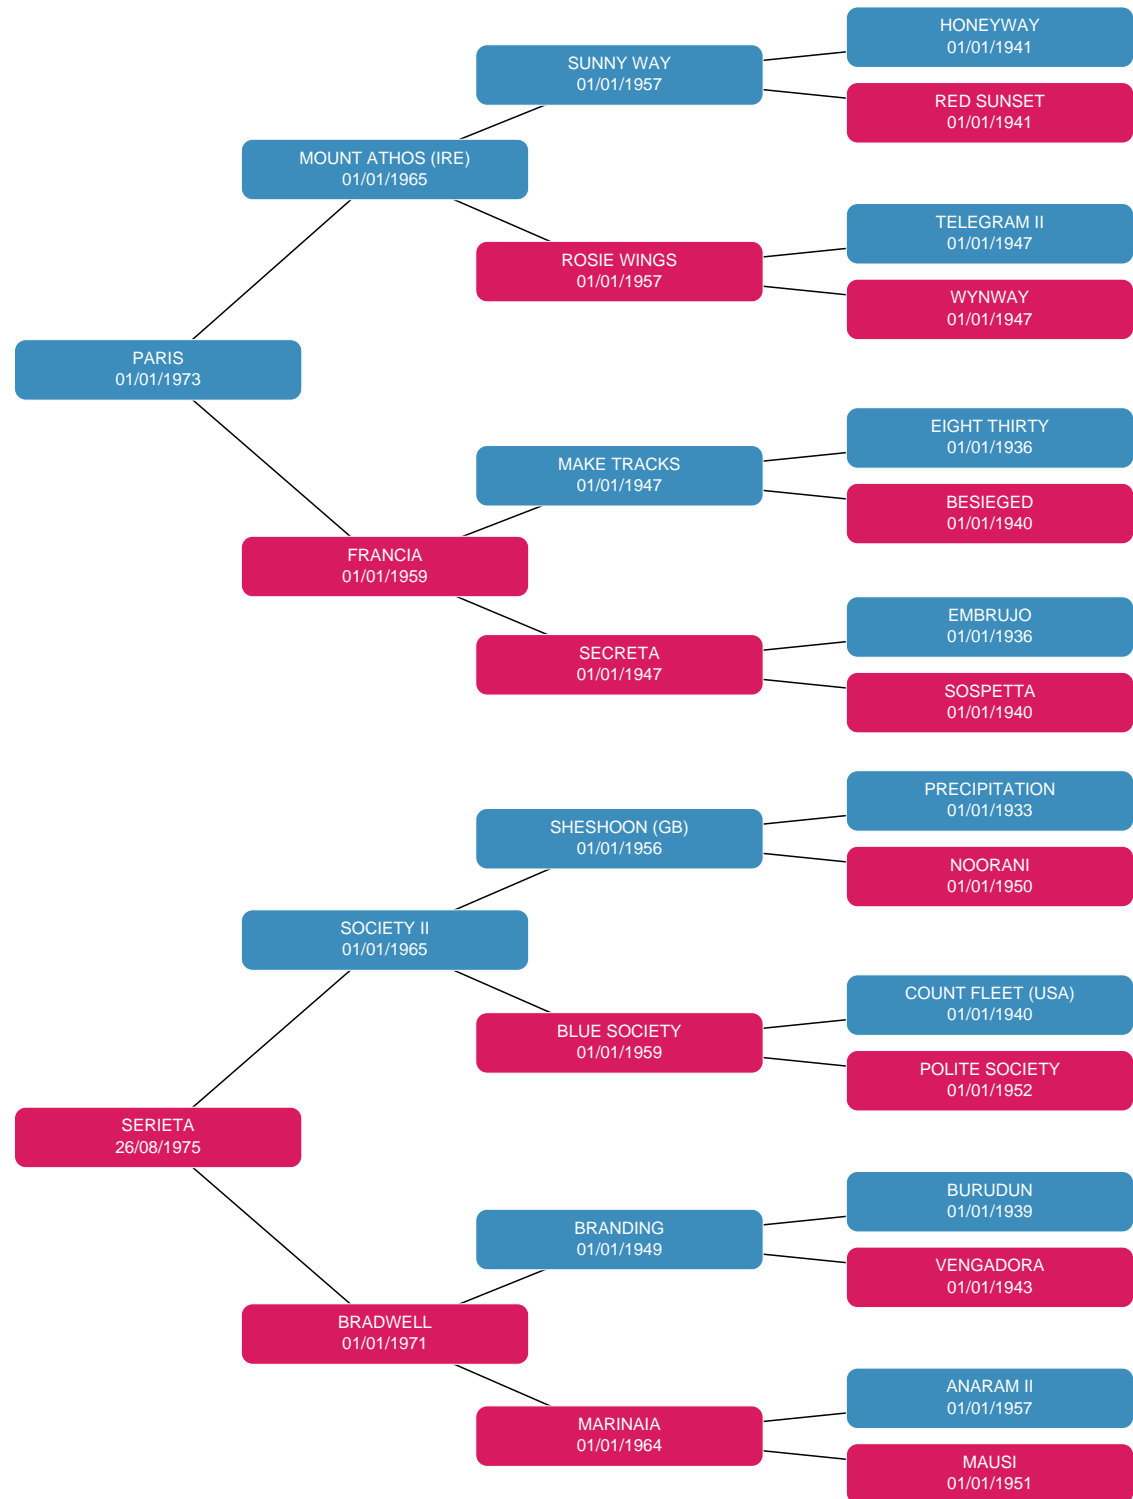 HONEYWAY
01/01/1941
SUNNY WAY
01/01/1957
RED SUNSET
01/01/1941
MOUNT ATHOS (IRE)
01/01/1965
TELEGRAM II
01/01/1947
ROSIE WINGS
01/01/1957
WYNWAY
01/01/1947
PARIS
01/01/1973
EIGHT THIRTY
01/01/1936
MAKE TRACKS
01/01/1947
BESIEGED
01/01/1940
FRANCIA
01/01/1959
EMBRUJO
01/01/1936
SECRETA
01/01/1947
SOSPETTA
01/01/1940
PRECIPITATION
01/01/1933
SHESHOON (GB)
01/01/1956
NOORANI
01/01/1950
SOCIETY II
01/01/1965
COUNT FLEET (USA)
01/01/1940
BLUE SOCIETY
01/01/1959
POLITE SOCIETY
01/01/1952
SERIETA
26/08/1975
BURUDUN
01/01/1939
BRANDING
01/01/1949
VENGADORA
01/01/1943
BRADWELL
01/01/1971
ANARAM II
01/01/1957
MARINAIA
01/01/1964
MAUSI
01/01/1951